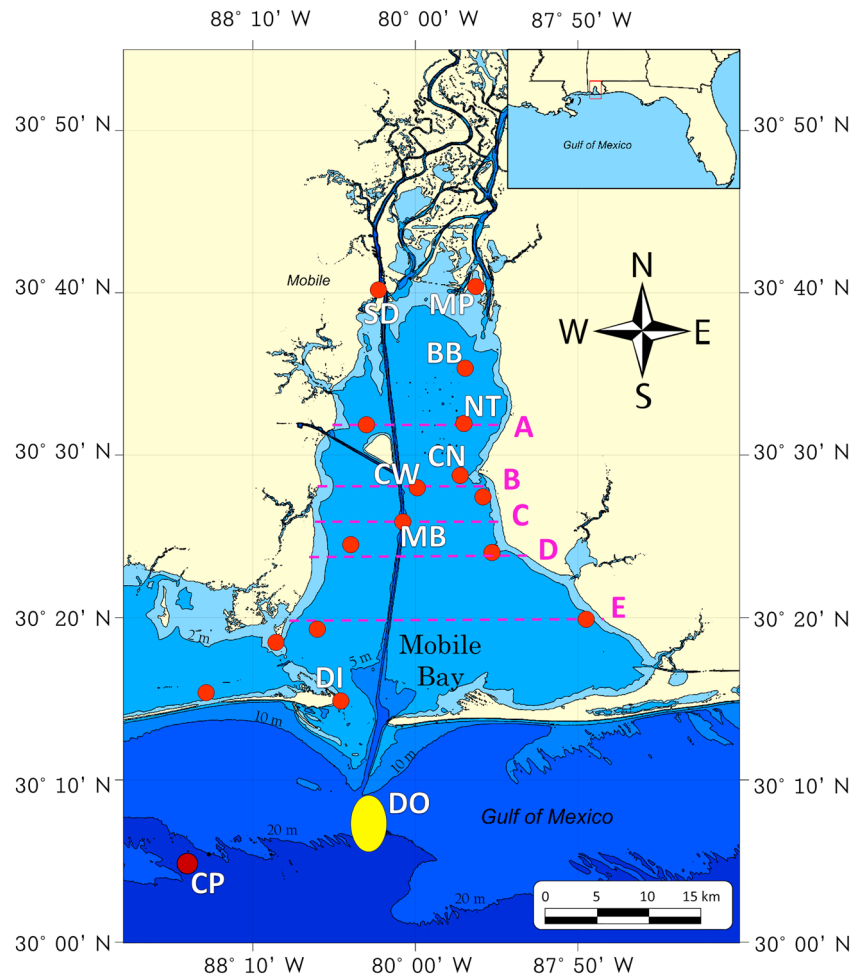 88° 10' W 80° 00' W 87° 50' W
30° 50' N 30° 50' N
Gulf of Mexico
30° 40' N 30° 40' N
Mobile
N
W E
S
SD MP
BB
NT
A
30° 30' N 30° 30' N
CN
CW B
C
MB
D
E
30° 20' N 30° 20' N
2 m
Mobile
Bay
5 m
DI
10 m
10 m
30° 10' N 30° 10' N
DO
Gulf of Mexico
20 m
CP
20 m
0 5 10 15 km
30° 00' N 30° 00' N
88° 10' W 80° 00' W 87° 50' W